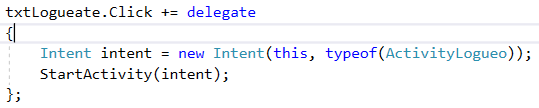 txtLogueate.Click += delegate
{
Intent intent = new Intent(this, typeof(ActivityLogueo));
StartActivity(intent);
};